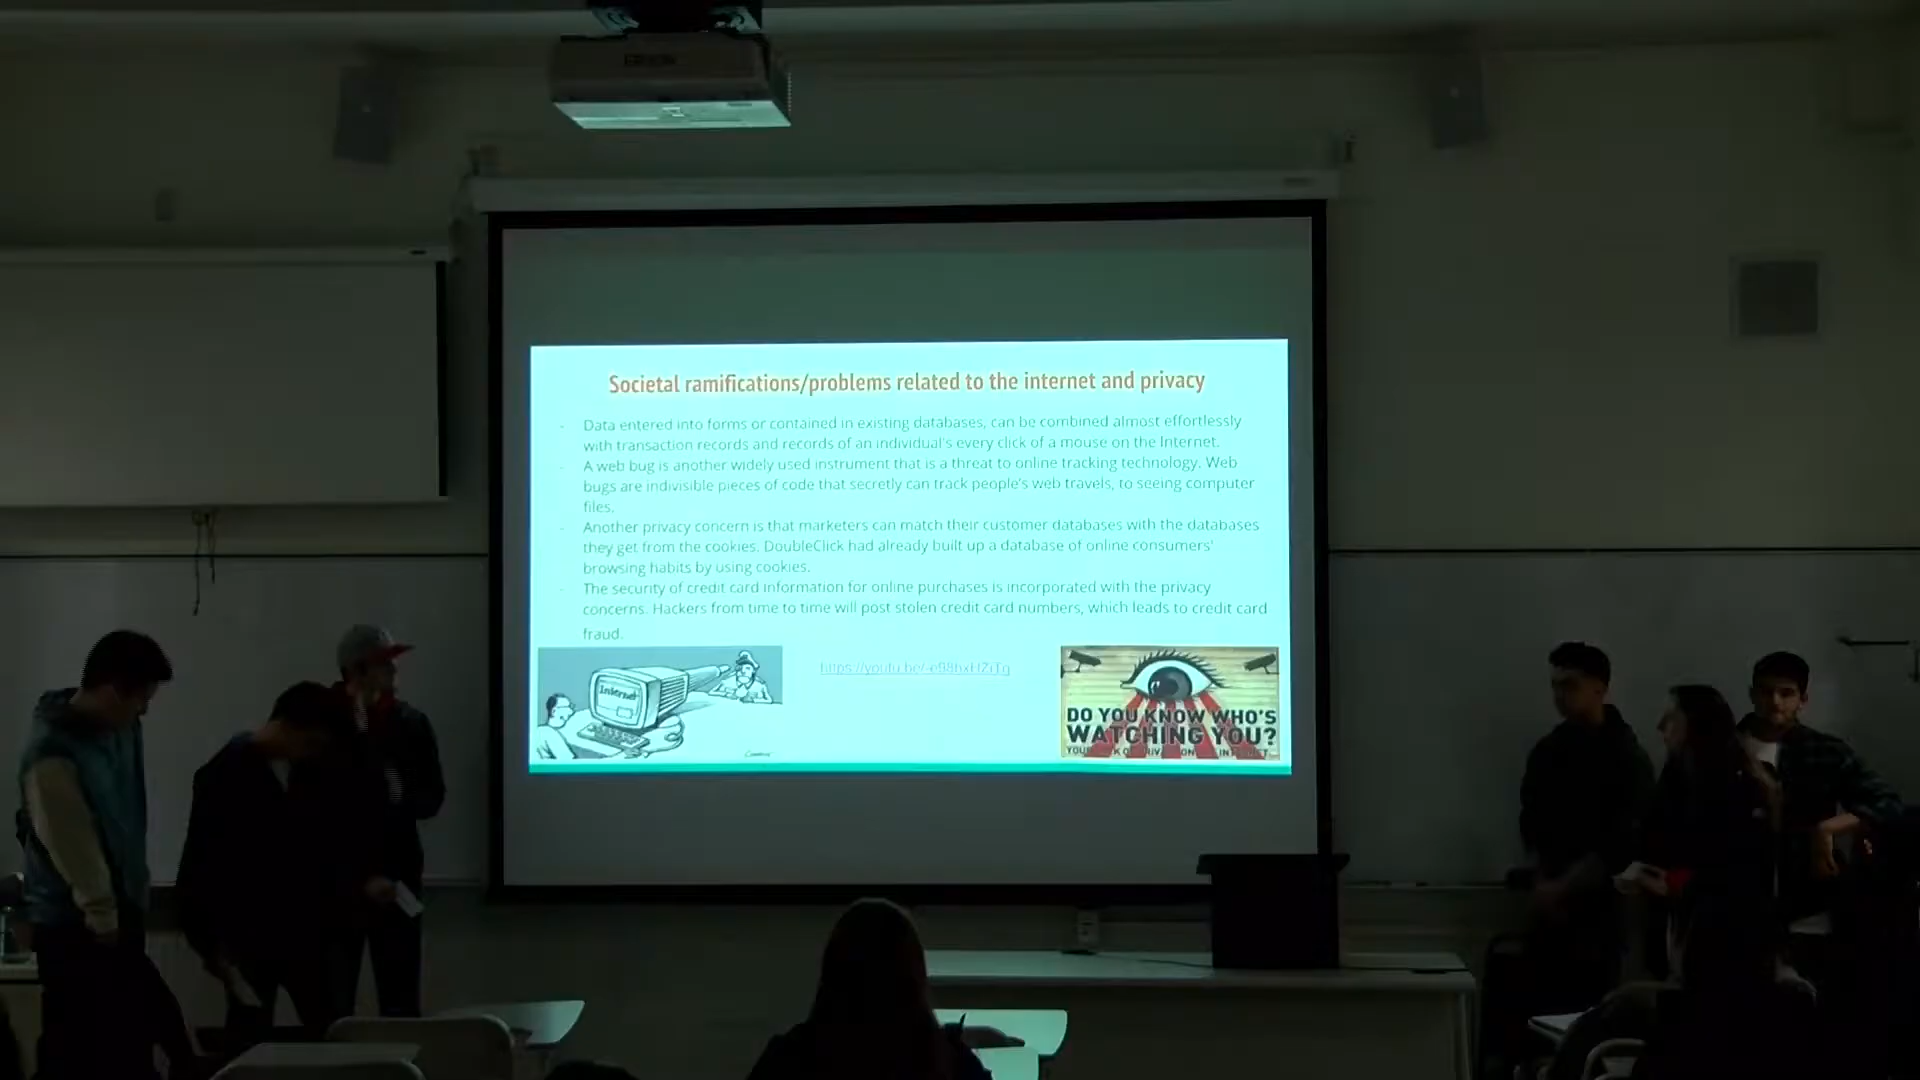 EPSON
Societal ramifications/problems related to the internet and privacy
- Data entered into forms or contained in existing databases, can be combined almost effortlessly
with transaction records and records of an individual's every click of a mouse on the Internet.
- A web bug is another widely used instrument that is a threat to online tracking technology. Web
bugs are indivisible pieces of code that secretly can track people's web travels, to seeing computer
files.
- Another privacy concern is that marketers can match their customer databases with the databases
they get from the cookies. DoubleClick had already built up a database of online consumers'
browsing habits by using cookies.
- The security of credit card information for online purchases is incorporated with the privacy
concerns. Hackers from time to time will post stolen credit card numbers, which leads to credit card
fraud.
Internet
DO YOU KNOW WHO'S
WATCHING YOU?